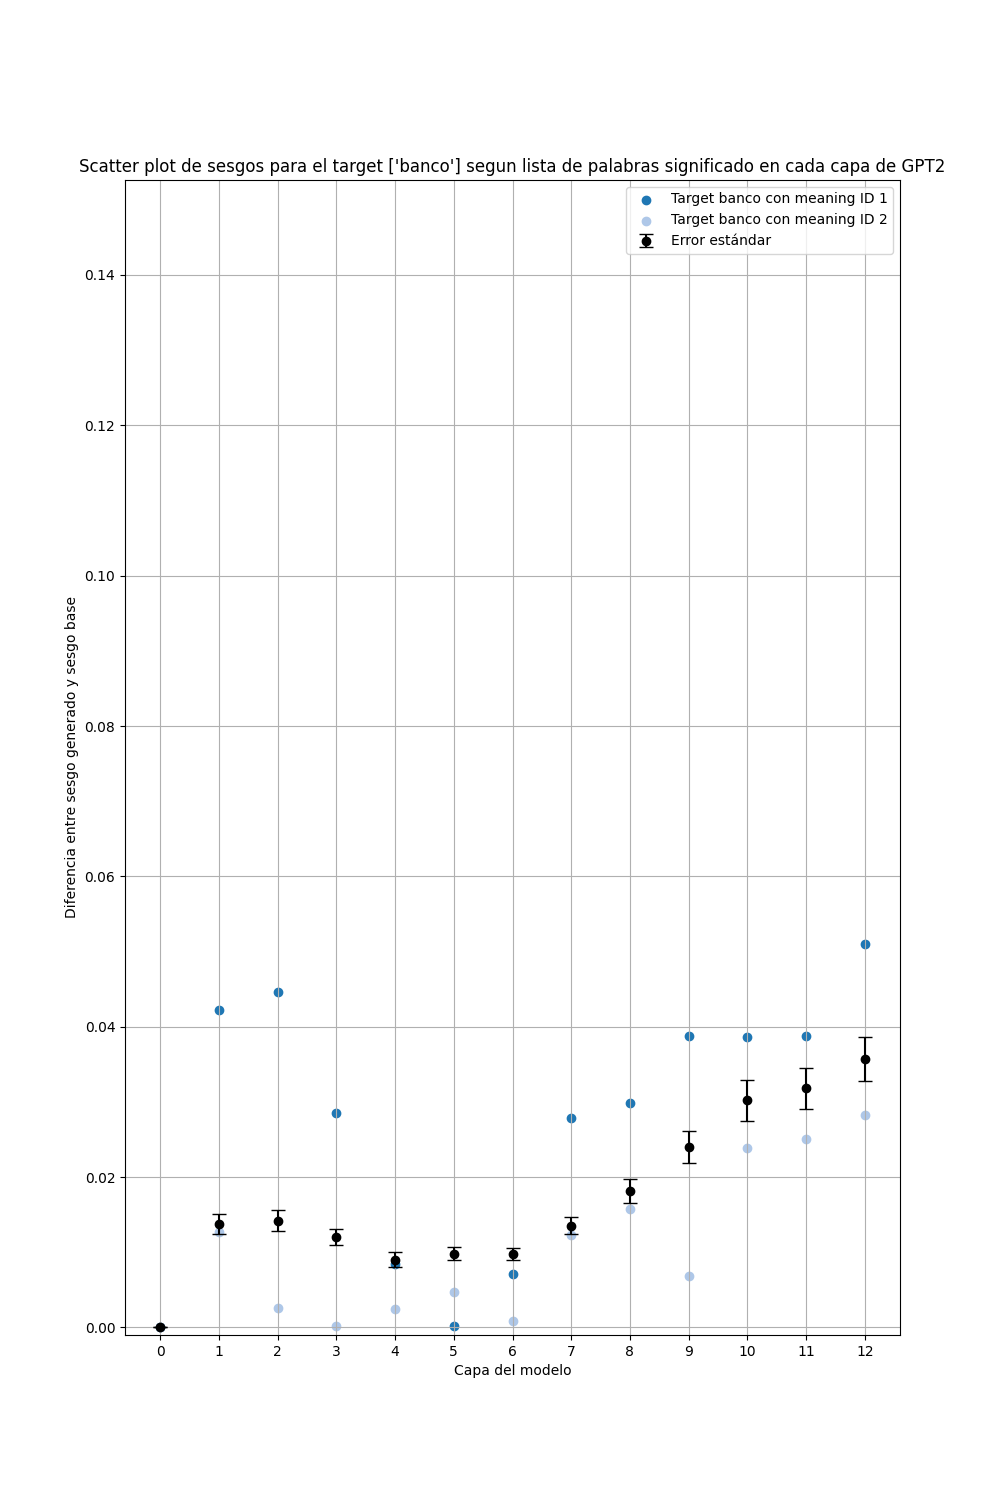 Scatter plot de sesgos para el target ['banco'] segun lista de palabras significado en cada capa de GPT2
Target banco con meaning ID 1
Target banco con meaning ID 2
Error estándar
0.14
0.12
0.10
0.08
0.06
0.04
0.02
0.00
Diferencia entre sesgo generado y sesgo base
0 1 2 3 4 5 6 7 8 9 10 11 12
Capa del modelo